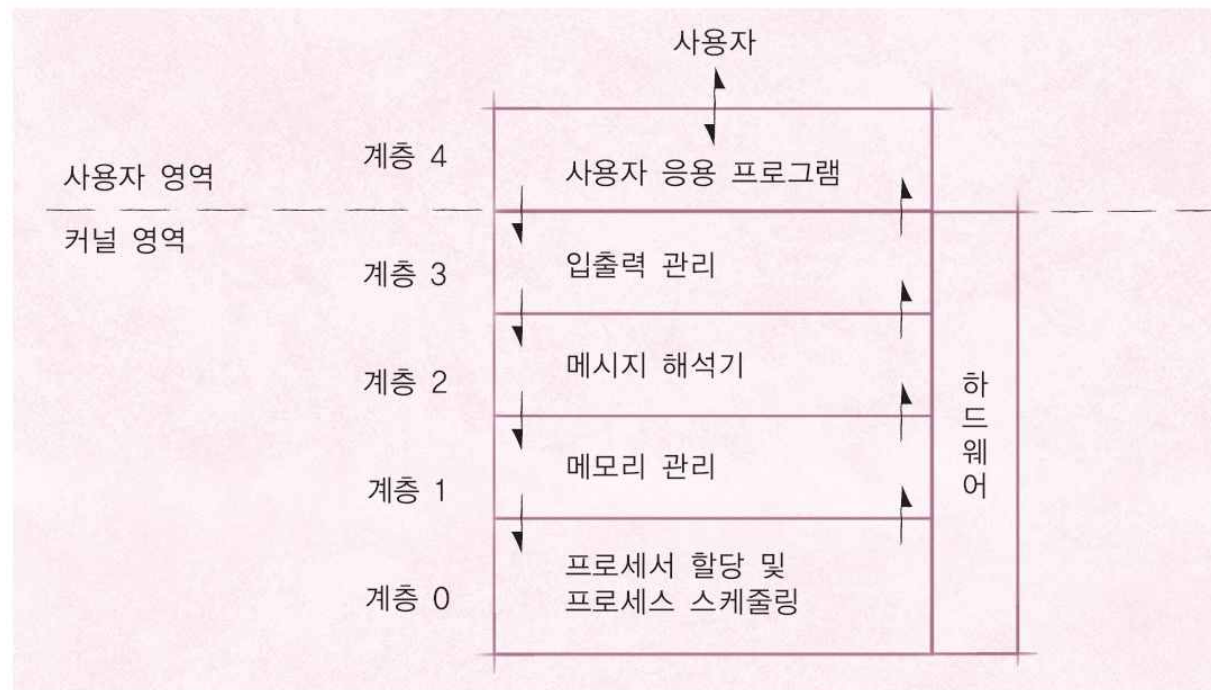 사용자
계층 4
사용자 응용 프로그램
사용자 영역
커널 영역
계층 3
입출력 관리
계층 2
메시지 해석기
계층 1
메모리 관리
계층 0
프로세서 할당 및
프로세스 스케줄링
하드웨어